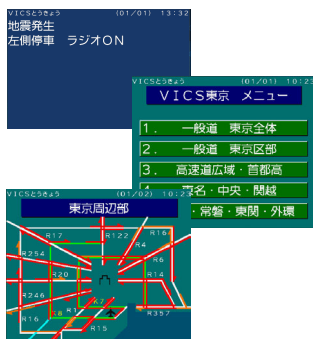 VICSとうきょう (01/01) 13:32
地震発生
左側停車 ラジオON
VICSとうきょう (01/01) 10:12
VICS東京 メニュー
1. 一般道 東京全体
2. 一般道 東京区部
3. 高速道広域・首都高
4. 東名・中央・関越
・常磐・東関・外環
VICSとうきょう (01/02) 10:23
東京周辺部
R17
R122
R16
R4
R254
R6
R20
R14
R246
R16
R1
R15
R357